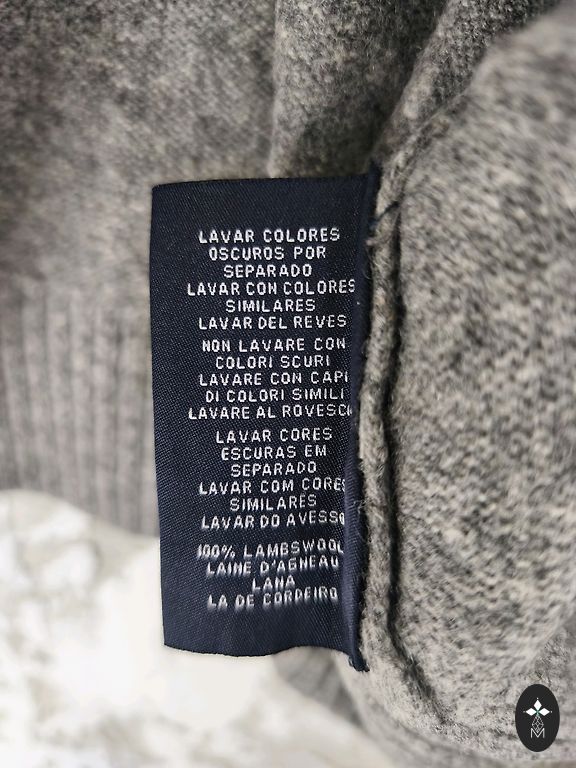 LAVAR COLORES
OSCUROS POR
SEPARADO
LAVAR CON COLORES
SIMILARES
LAVAR DEL REVES
NON LAVARE CON
COLORI SCURI
LAVARE CON CAPI
DI COLORI SIMILI
LAVARE AL ROVESCIO
LAVAR CORES
ESCURAS EM
SEPARADO
LAVAR COM CORES
SIMILARES
LAVAR DO AVESSO
100% LAMBSWOOL
LAINE D'AGNEAU
LANA
LA DE CORDEIRO
M